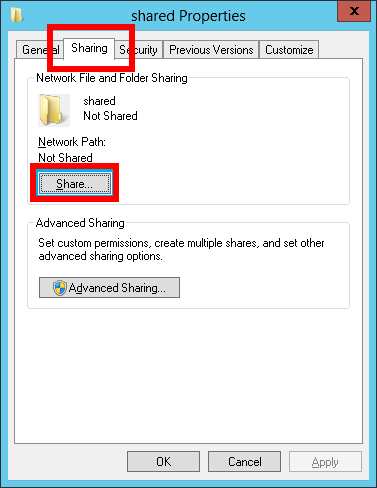 shared Properties
x
General Sharing Security Previous Versions Customize
Network File and Folder Sharing
shared
Not Shared
Network Path:
Not Shared
Share...
Advanced Sharing
Set custom permissions, create multiple shares, and set other
advanced sharing options.
Advanced Sharing...
OK Cancel Apply